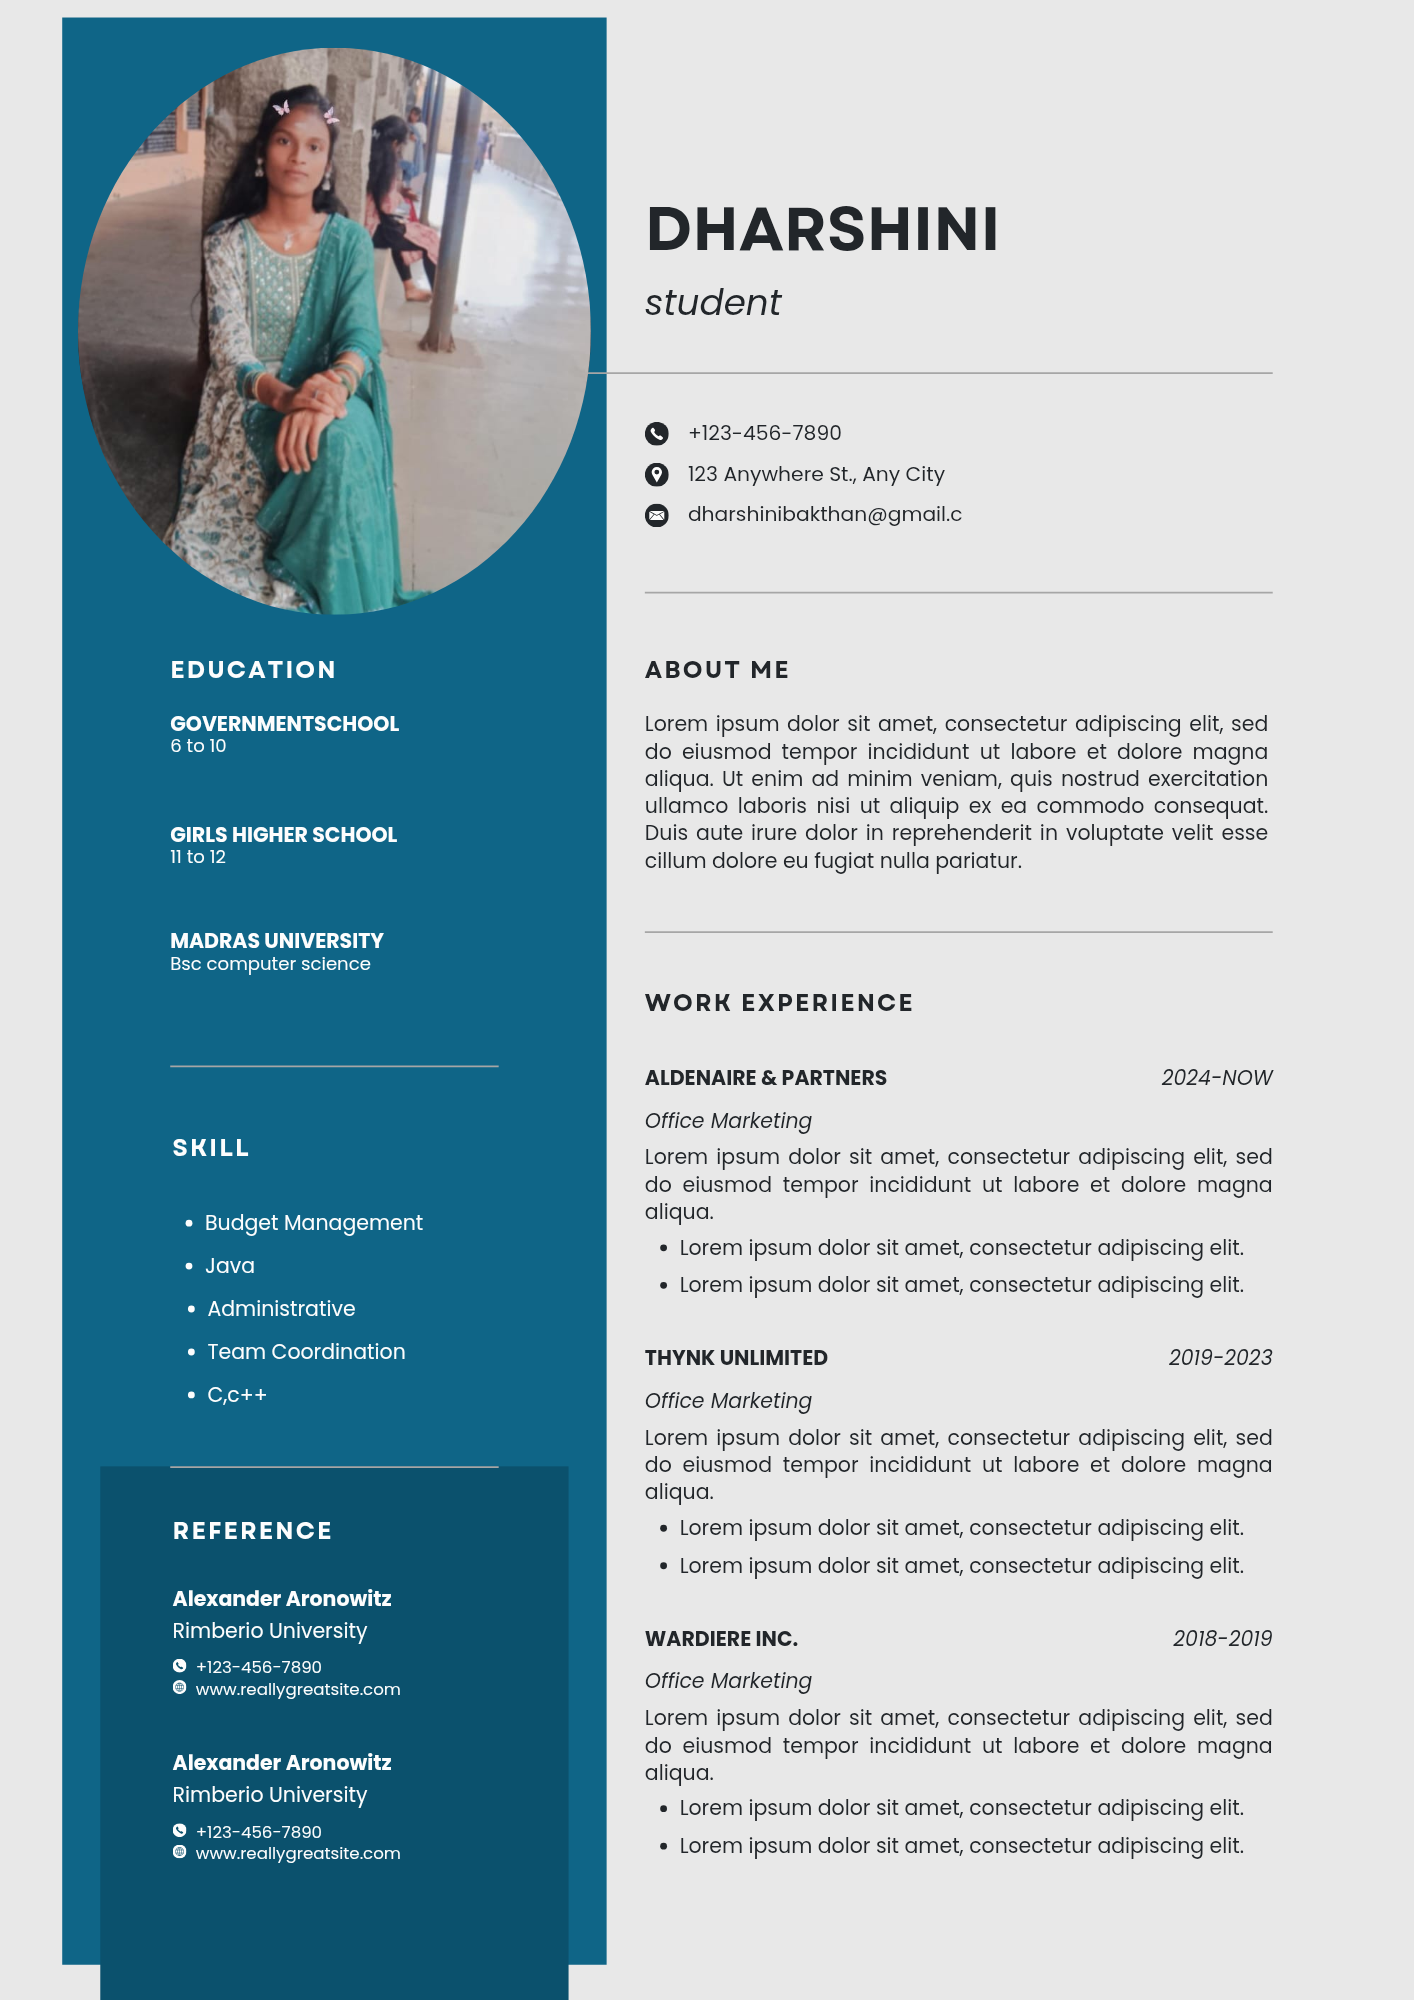 DHARSHINI
student
+123-456-7890
123 Anywhere St., Any City
dharshinibakthan@gmail.c
EDUCATION
GOVERNMENTSCHOOL
6 to 10
GIRLS HIGHER SCHOOL
11 to 12
MADRAS UNIVERSITY
Bsc computer science
SKILL
Budget Management
Java
Administrative
Team Coordination
C,c++
REFERENCE
Alexander Aronowitz
Rimberio University
+123-456-7890
www.reallygreatsite.com
Alexander Aronowitz
Rimberio University
+123-456-7890
www.reallygreatsite.com
ABOUT ME
Lorem ipsum dolor sit amet, consectetur adipiscing elit, sed
do eiusmod tempor incididunt ut labore et dolore magna
aliqua. Ut enim ad minim veniam, quis nostrud exercitation
ullamco laboris nisi ut aliquip ex ea commodo consequat.
Duis aute irure dolor in reprehenderit in voluptate velit esse
cillum dolore eu fugiat nulla pariatur.
WORK EXPERIENCE
ALDENAIRE & PARTNERS 2024-NOW
Office Marketing
Lorem ipsum dolor sit amet, consectetur adipiscing elit, sed
do eiusmod tempor incididunt ut labore et dolore magna
aliqua.
Lorem ipsum dolor sit amet, consectetur adipiscing elit.
Lorem ipsum dolor sit amet, consectetur adipiscing elit.
THYNK UNLIMITED 2019-2023
Office Marketing
Lorem ipsum dolor sit amet, consectetur adipiscing elit, sed
do eiusmod tempor incididunt ut labore et dolore magna
aliqua.
Lorem ipsum dolor sit amet, consectetur adipiscing elit.
Lorem ipsum dolor sit amet, consectetur adipiscing elit.
WARDIERE INC. 2018-2019
Office Marketing
Lorem ipsum dolor sit amet, consectetur adipiscing elit, sed
do eiusmod tempor incididunt ut labore et dolore magna
aliqua.
Lorem ipsum dolor sit amet, consectetur adipiscing elit.
Lorem ipsum dolor sit amet, consectetur adipiscing elit.